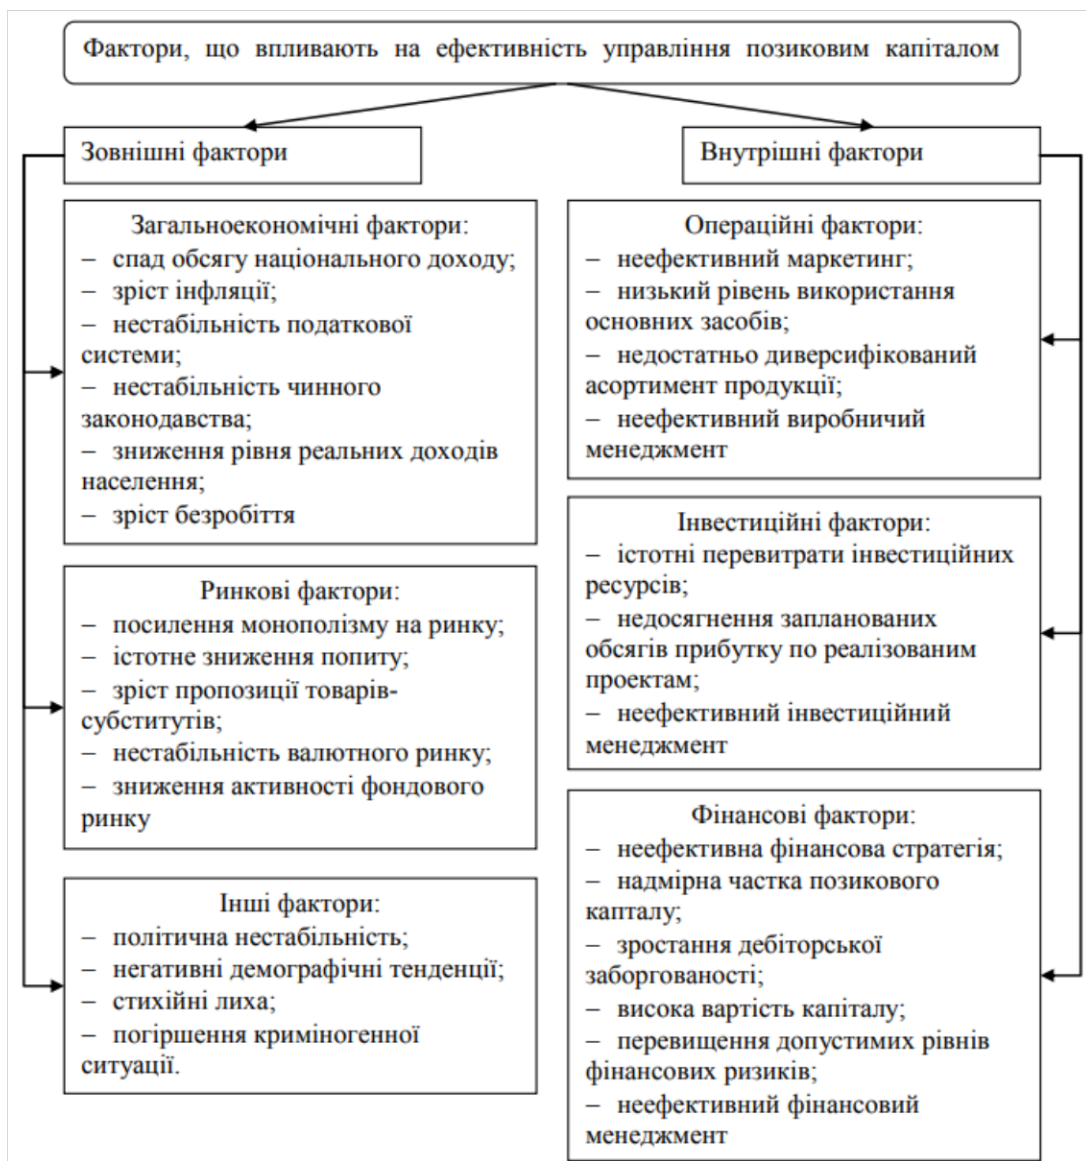 Фактори, що впливають на ефективність управління позиковим капіталом
Зовнішні фактори
Внутрішні фактори
Загальноекономічні фактори:
– спад обсягу національного доходу;
– зріст інфляції;
– нестабільність податкової
системи;
– нестабільність чинного
законодавства;
– зниження рівня реальних доходів
населення;
– зріст безробіття
Ринкові фактори:
– посилення монополізму на ринку;
– істотне зниження попиту;
– зріст пропозиції товарів-
субститутів;
– нестабільність валютного ринку;
– зниження активності фондового
ринку
Інші фактори:
– політична нестабільність;
– негативні демографічні тенденції;
– стихійні лиха;
– погіршення криміногенної
ситуації.
Операційні фактори:
– неефективний маркетинг;
– низький рівень використання
основних засобів;
– недостатньо диверсифікований
асортимент продукції;
– неефективний виробничий
менеджмент
Інвестиційні фактори:
– істотні перевитрати інвестиційних
ресурсів;
– недосягнення запланованих
обсягів прибутку по реалізованим
проектам;
– неефективний інвестиційний
менеджмент
Фінансові фактори:
– неефективна фінансова стратегія;
– надмірна частка позикового
капталу;
– зростання дебіторської
заборгованості;
– висока вартість капіталу;
– перевищення допустимих рівнів
фінансових ризиків;
– неефективний фінансовий
менеджмент